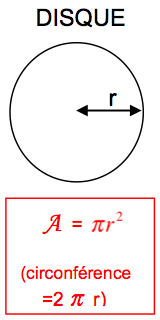 DISQUE
r
𝒜 = πr²
(circonférence
=2 π r)